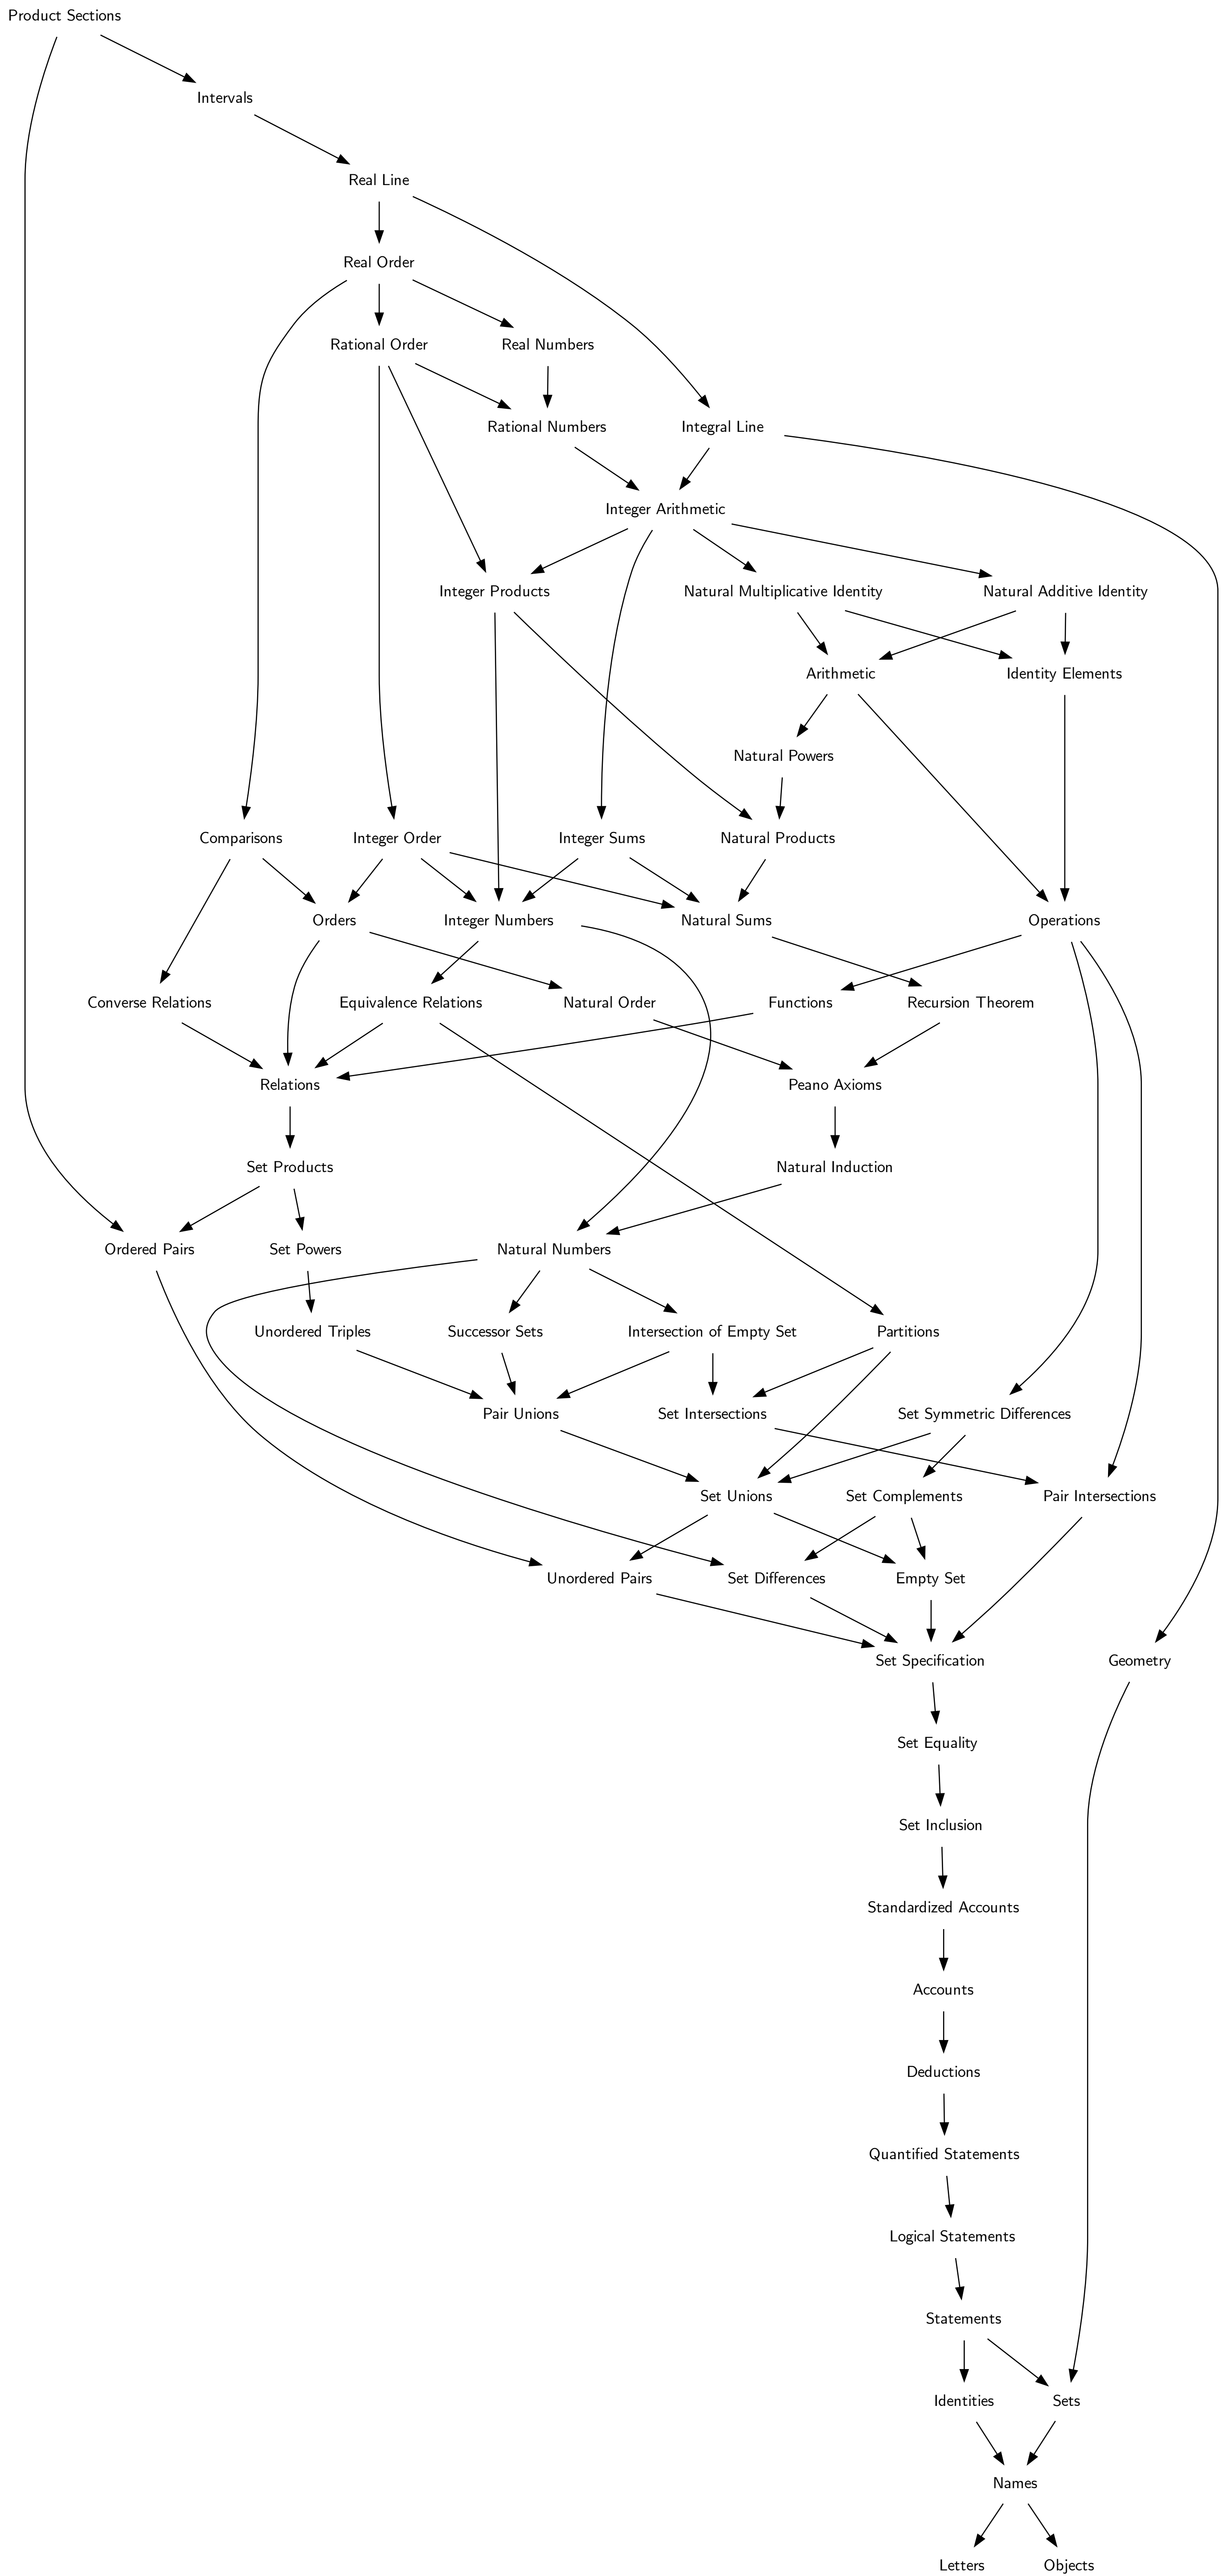 Product Sections
Intervals
Real Line
Real Order
Rational Order
Real Numbers
Rational Numbers
Integral Line
Integer Arithmetic
Integer Products
Natural Multiplicative Identity
Natural Additive Identity
Arithmetic
Identity Elements
Natural Powers
Comparisons
Integer Order
Integer Sums
Natural Products
Orders
Integer Numbers
Natural Sums
Operations
Converse Relations
Equivalence Relations
Natural Order
Functions
Recursion Theorem
Relations
Peano Axioms
Set Products
Natural Induction
Ordered Pairs
Set Powers
Natural Numbers
Unordered Triples
Successor Sets
Intersection of Empty Set
Partitions
Pair Unions
Set Intersections
Set Symmetric Differences
Set Unions
Set Complements
Pair Intersections
Unordered Pairs
Set Differences
Empty Set
Set Specification
Geometry
Set Equality
Set Inclusion
Standardized Accounts
Accounts
Deductions
Quantified Statements
Logical Statements
Statements
Identities
Sets
Names
Letters
Objects